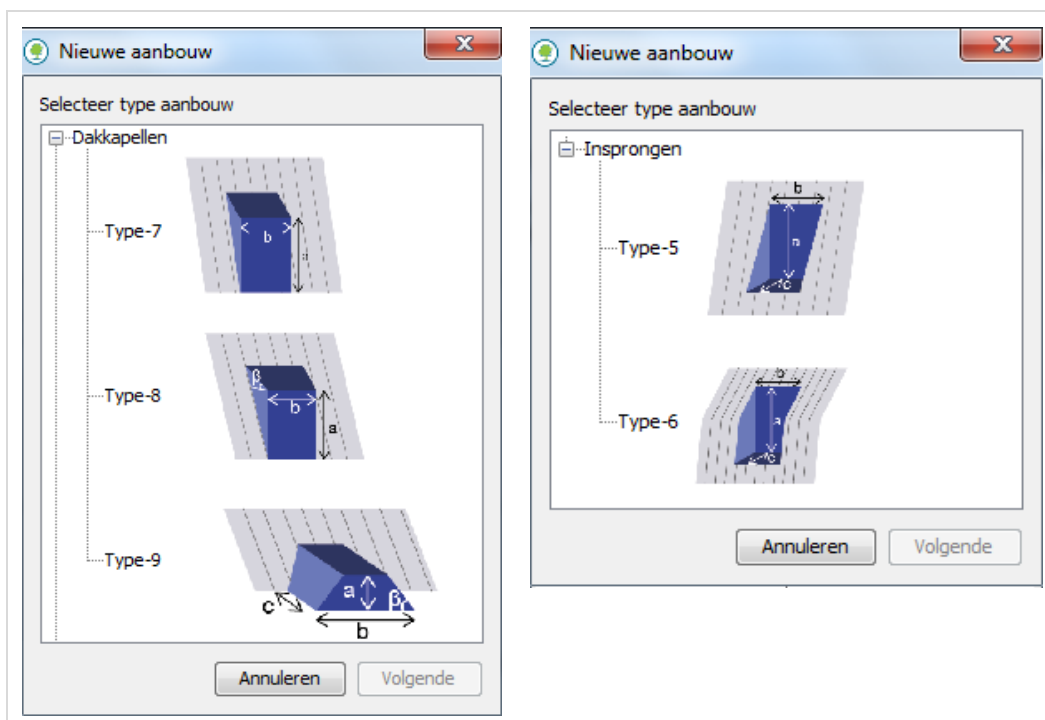 Nieuwe aanbouw
Selecteer type aanbouw
Dakkapellen
Type-7
b
a
Type-8
β
b
a
Type-9
a
β
c
b
Annuleren
Volgende
Nieuwe aanbouw
Selecteer type aanbouw
Insprongen
Type-5
b
a
c
Type-6
b
a
c
Annuleren
Volgende